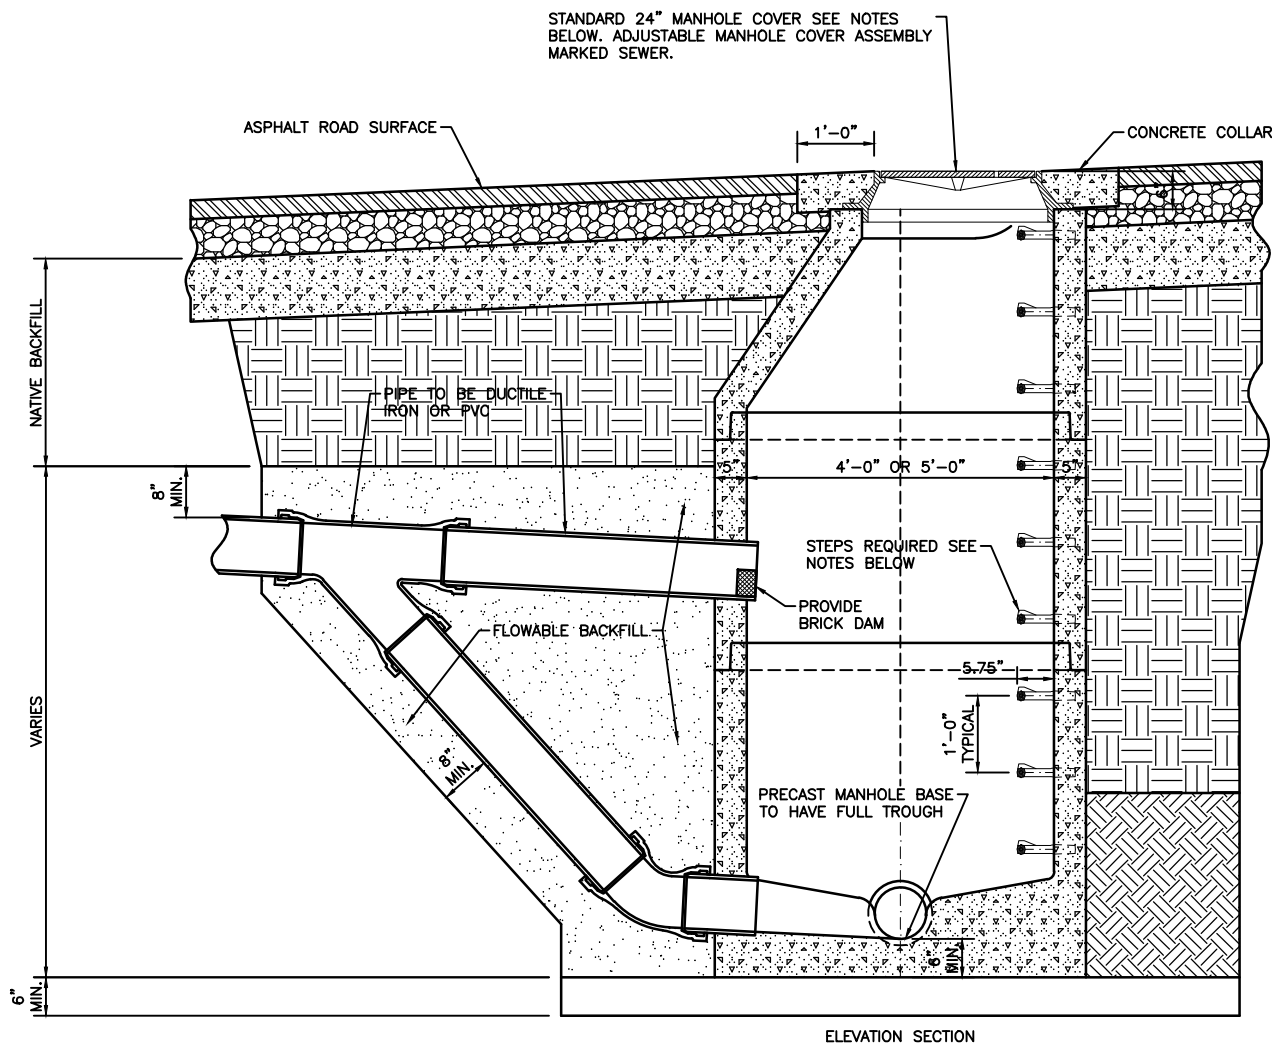 STANDARD 24" MANHOLE COVER SEE NOTES
BELOW. ADJUSTABLE MANHOLE COVER ASSEMBLY
MARKED SEWER.
ASPHALT ROAD SURFACE
1'-0"
CONCRETE COLLAR
6"
NATIVE BACKFILL
PIPE TO BE DUCTILE
IRON OR PVC
5"
4'-0" OR 5'-0"
5"
8"
MIN.
STEPS REQUIRED SEE
NOTES BELOW
PROVIDE
BRICK DAM
FLOWABLE BACKFILL
5.75"
1'-0"
TYPICAL
VARIES
8"
MIN.
PRECAST MANHOLE BASE
TO HAVE FULL TROUGH
6"
MIN.
6"
MIN.
ELEVATION SECTION